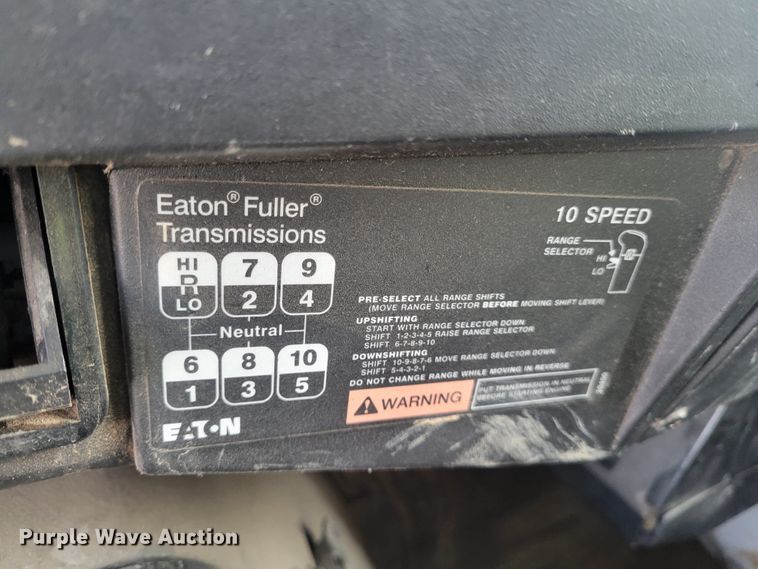 Eaton® Fuller®
Transmissions
10 SPEED
RANGE
SELECTOR
HI
LO
HI 7 9
R
LO 2 4
Neutral
6 8 10
1 3 5
PRE-SELECT ALL RANGE SHIFTS
(MOVE RANGE SELECTOR BEFORE MOVING SHIFT LEVER)
UPSHIFTING
START WITH RANGE SELECTOR DOWN
SHIFT 1-2-3-4-5 RAISE RANGE SELECTOR
SHIFT 6-7-8-9-10
DOWNSHIFTING
SHIFT 10-9-8-7-6 MOVE RANGE SELECTOR DOWN
SHIFT 5-4-3-2-1
DO NOT CHANGE RANGE WHILE MOVING IN REVERSE
WARNING
PUT TRANSMISSION IN NEUTRAL
BEFORE STARTING ENGINE
EATON
Purple Wave Auction